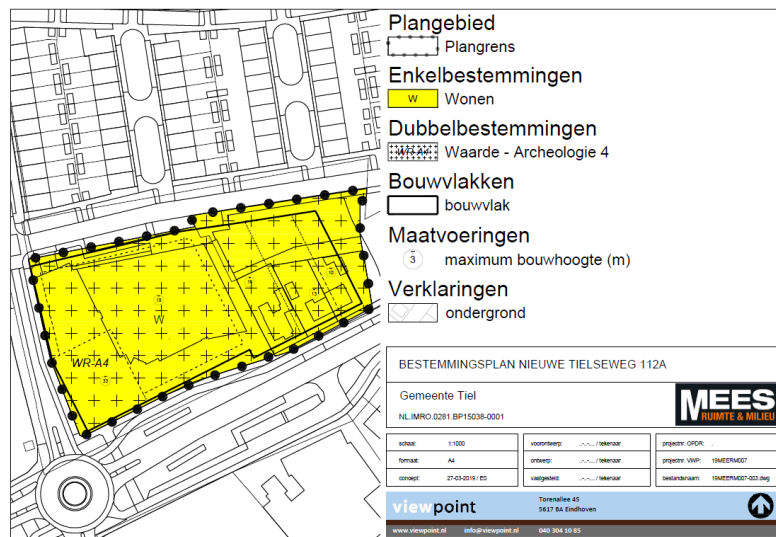 Plangebied
Plangrens
Enkelbestemmingen
W Wonen
Dubbelbestemmingen
WR-A4 Waarde - Archeologie 4
Bouwvlakken
bouwvlak
Maatvoeringen
3 maximum bouwhoogte (m)
Verklaringen
ondergrond
W
WR-A4
BESTEMMINGSPLAN NIEUWE TIELSEWEG 112A
Gemeente Tiel
NL.IMRO.0281.BP15038-0001
MEES
RUIMTE & MILIEU
schaal: 1:1000 voorontwerp: ..-..-.... / tekenaar projectnr. OPDR: .
formaat: A4 ontwerp: ..-..-.... / tekenaar projectnr. VWP: 19MEERM007
concept: 27-03-2019 / ES vastgesteld: ..-..-.... / tekenaar bestandsnaam: 19MEERM007-003.dwg
viewpoint
Torenallee 45
5617 BA Eindhoven
www.viewpoint.nl info@viewpoint.nl 040 304 10 85